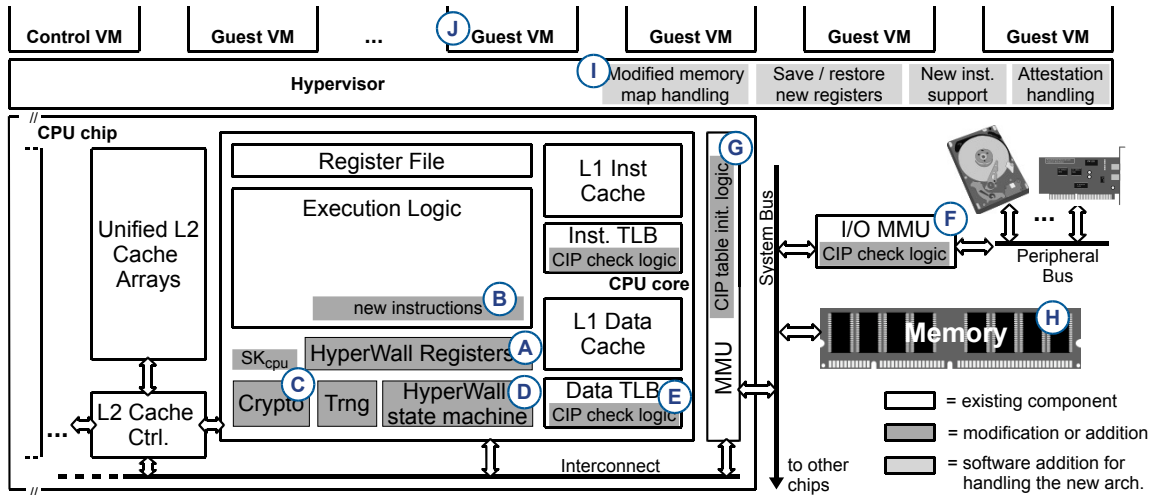 Control VM
Guest VM
...
J
Guest VM
Guest VM
Guest VM
Guest VM
Hypervisor
I
Modified memory
map handling
Save / restore
new registers
New inst.
support
Attestation
handling
//
CPU chip
Unified L2
Cache
Arrays
Register File
Execution Logic
new instructions
B
L1 Inst
Cache
Inst. TLB
CIP check logic
CPU core
L1 Data
Cache
SKcpu
HyperWall Registers
A
C
Crypto
Trng
HyperWall
state machine
D
Data TLB
E
CIP check logic
G
CIP table init. logic
MMU
System Bus
I/O MMU
F
CIP check logic
...
Peripheral
Bus
Memory
H
...
L2 Cache
Ctrl.
Interconnect
//
to other
chips
= existing component
= modification or addition
= software addition for
handling the new arch.